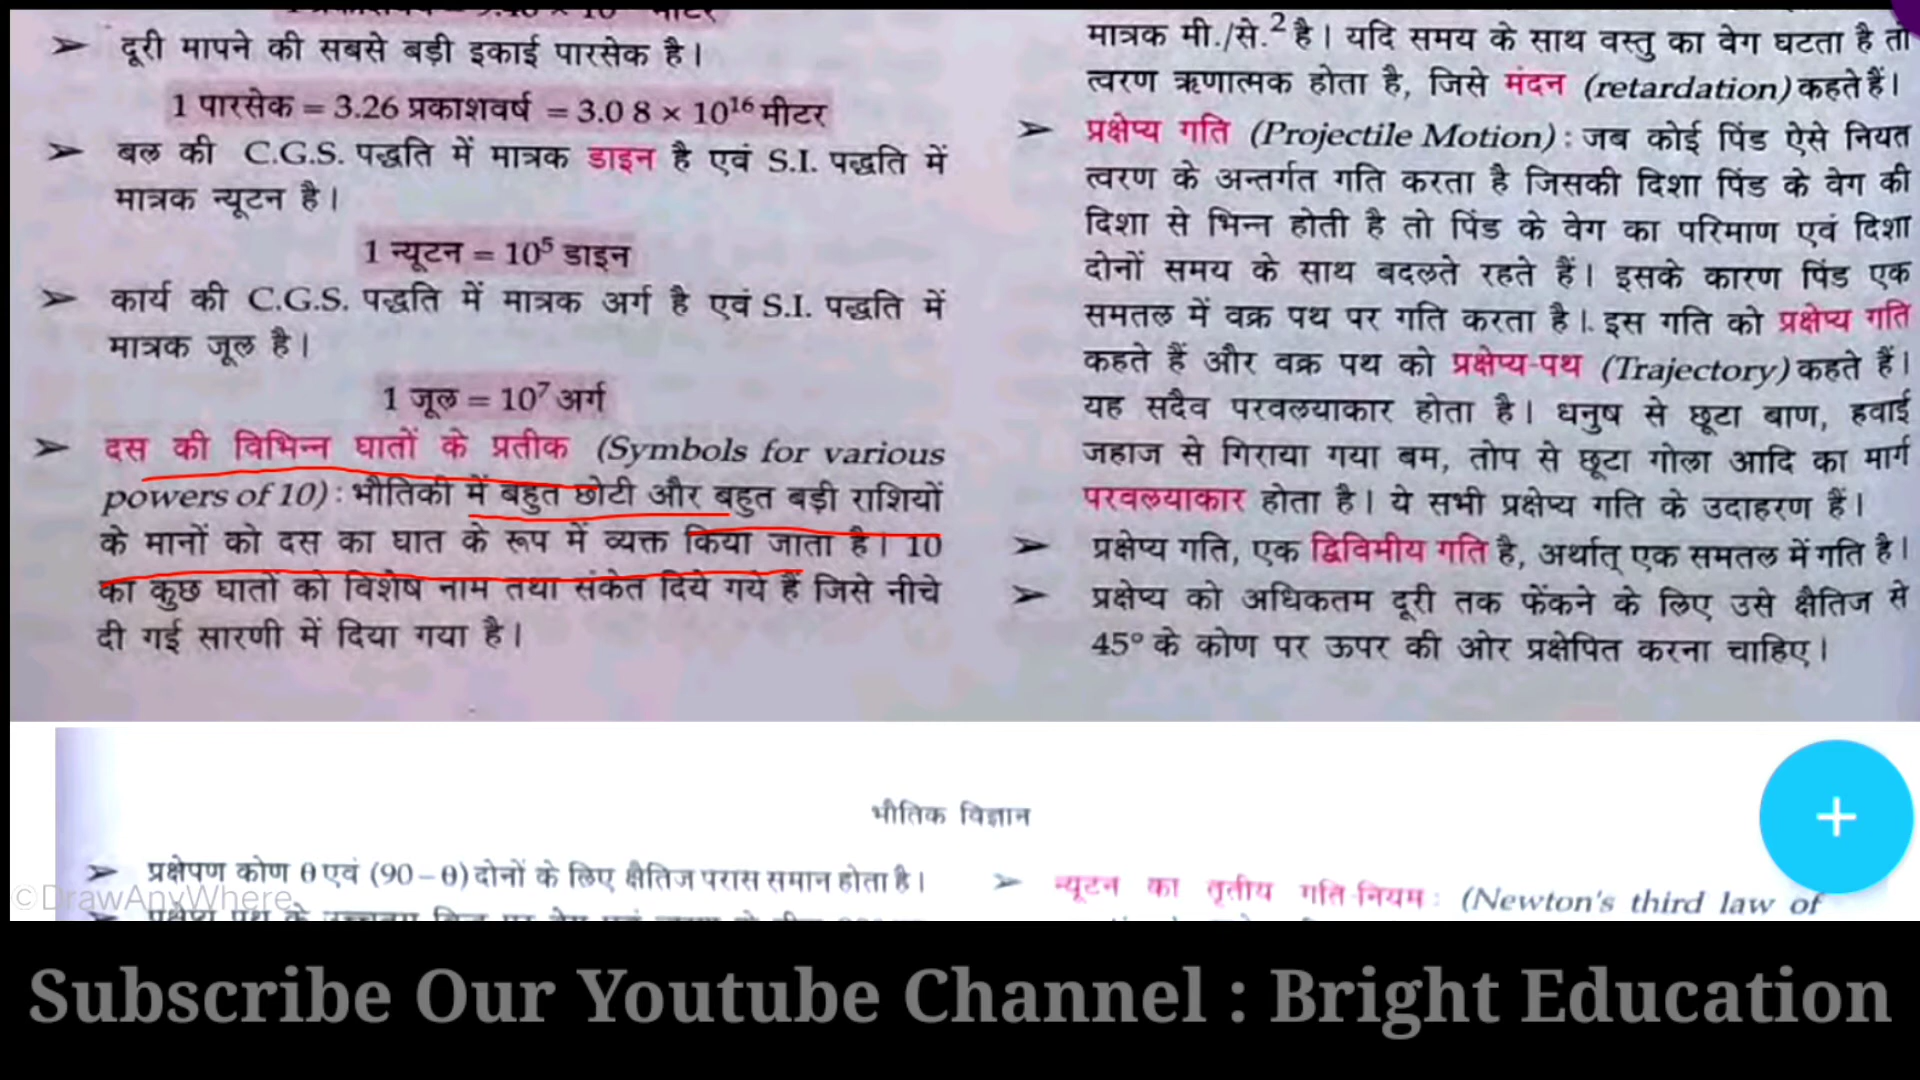 दूरी मापने की सबसे बड़ी इकाई पारसेक है।
1 पारसेक = 3.26 प्रकाशवर्ष = 3.0 8 × 10¹⁶ मीटर
बल की C.G.S. पद्धति में मात्रक डाइन है एवं S.I. पद्धति में
मात्रक न्यूटन है।
1 न्यूटन = 10⁵ डाइन
कार्य की C.G.S. पद्धति में मात्रक अर्ग है एवं S.I. पद्धति में
मात्रक जूल है।
1 जूल = 10⁷ अर्ग
दस की विभिन्न घातों के प्रतीक (Symbols for various
powers of 10) : भौतिकी में बहुत छोटी और बहुत बड़ी राशियों
के मानों को दस का घात के रूप में व्यक्त किया जाता है। 10
का कुछ घातों को विशेष नाम तथा संकेत दिये गये हैं जिसे नीचे
दी गई सारणी में दिया गया है।
मात्रक मी./से.² है। यदि समय के साथ वस्तु का वेग घटता है तो
त्वरण ऋणात्मक होता है, जिसे मंदन (retardation) कहते हैं।
प्रक्षेप्य गति (Projectile Motion) : जब कोई पिंड ऐसे नियत
त्वरण के अन्तर्गत गति करता है जिसकी दिशा पिंड के वेग की
दिशा से भिन्न होती है तो पिंड के वेग का परिमाण एवं दिशा
दोनों समय के साथ बदलते रहते हैं। इसके कारण पिंड एक
समतल में वक्र पथ पर गति करता है। इस गति को प्रक्षेप्य गति
कहते हैं और वक्र पथ को प्रक्षेप्य-पथ (Trajectory) कहते हैं।
यह सदैव परवलयाकार होता है। धनुष से छूटा बाण, हवाई
जहाज से गिराया गया बम, तोप से छूटा गोला आदि का मार्ग
परवलयाकार होता है। ये सभी प्रक्षेप्य गति के उदाहरण हैं।
प्रक्षेप्य गति, एक द्विविमीय गति है, अर्थात् एक समतल में गति है।
प्रक्षेप्य को अधिकतम दूरी तक फेंकने के लिए उसे क्षैतिज से
45° के कोण पर ऊपर की ओर प्रक्षेपित करना चाहिए।
भौतिक विज्ञान
प्रक्षेपण कोण θ एवं (90 – θ) दोनों के लिए क्षैतिज परास समान होता है।
न्यूटन का तृतीय गति-नियम : (Newton's third law of
©DrawAnyWhere
Subscribe Our Youtube Channel : Bright Education